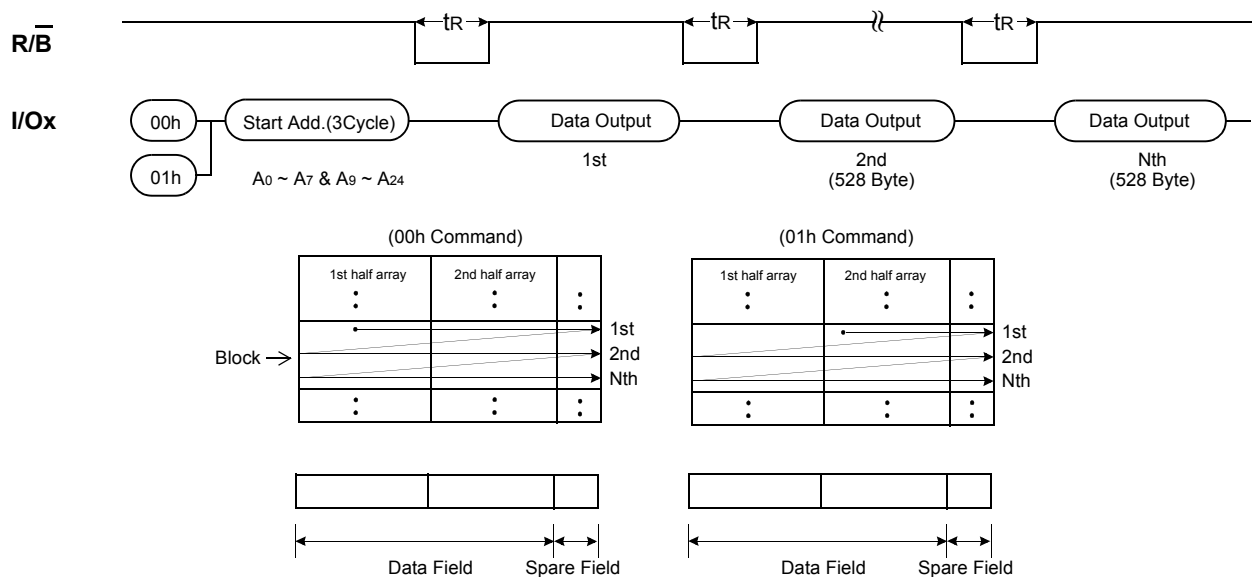 R/B̅
tR
tR
tR
I/Ox
00h
Start Add.(3Cycle)
Data Output
Data Output
Data Output
01h
A0 ~ A7 & A9 ~ A24
1st
2nd
(528 Byte)
Nth
(528 Byte)
(00h Command)
1st half array
2nd half array
1st
2nd
Nth
Block
(01h Command)
1st half array
2nd half array
1st
2nd
Nth
Data Field
Spare Field
Data Field
Spare Field